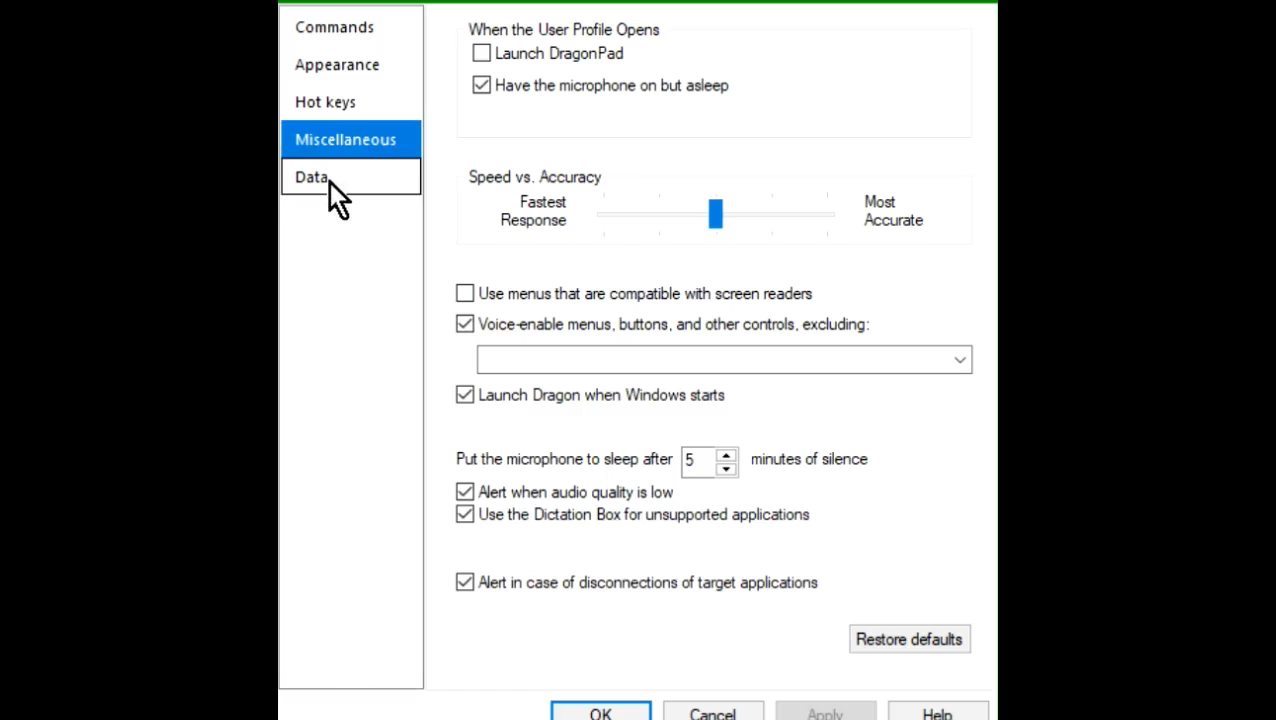 Commands
Appearance
Hot keys
Miscellaneous
Data
When the User Profile Opens
Launch DragonPad
Have the microphone on but asleep
Speed vs. Accuracy
Fastest
Response
Most
Accurate
Use menus that are compatible with screen readers
Voice-enable menus, buttons, and other controls, excluding:
Launch Dragon when Windows starts
Put the microphone to sleep after 5 minutes of silence
Alert when audio quality is low
Use the Dictation Box for unsupported applications
Alert in case of disconnections of target applications
Restore defaults
OK Cancel Apply Help